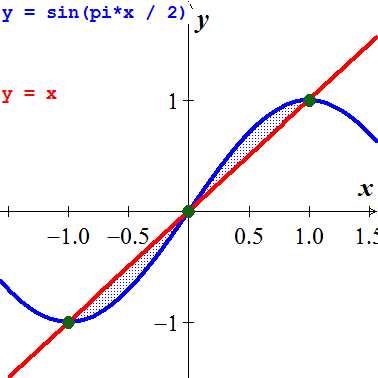 y = sin(pi*x / 2)
y
y = x
1
x
−1.0 −0.5 0.5 1.0 1.5
−1